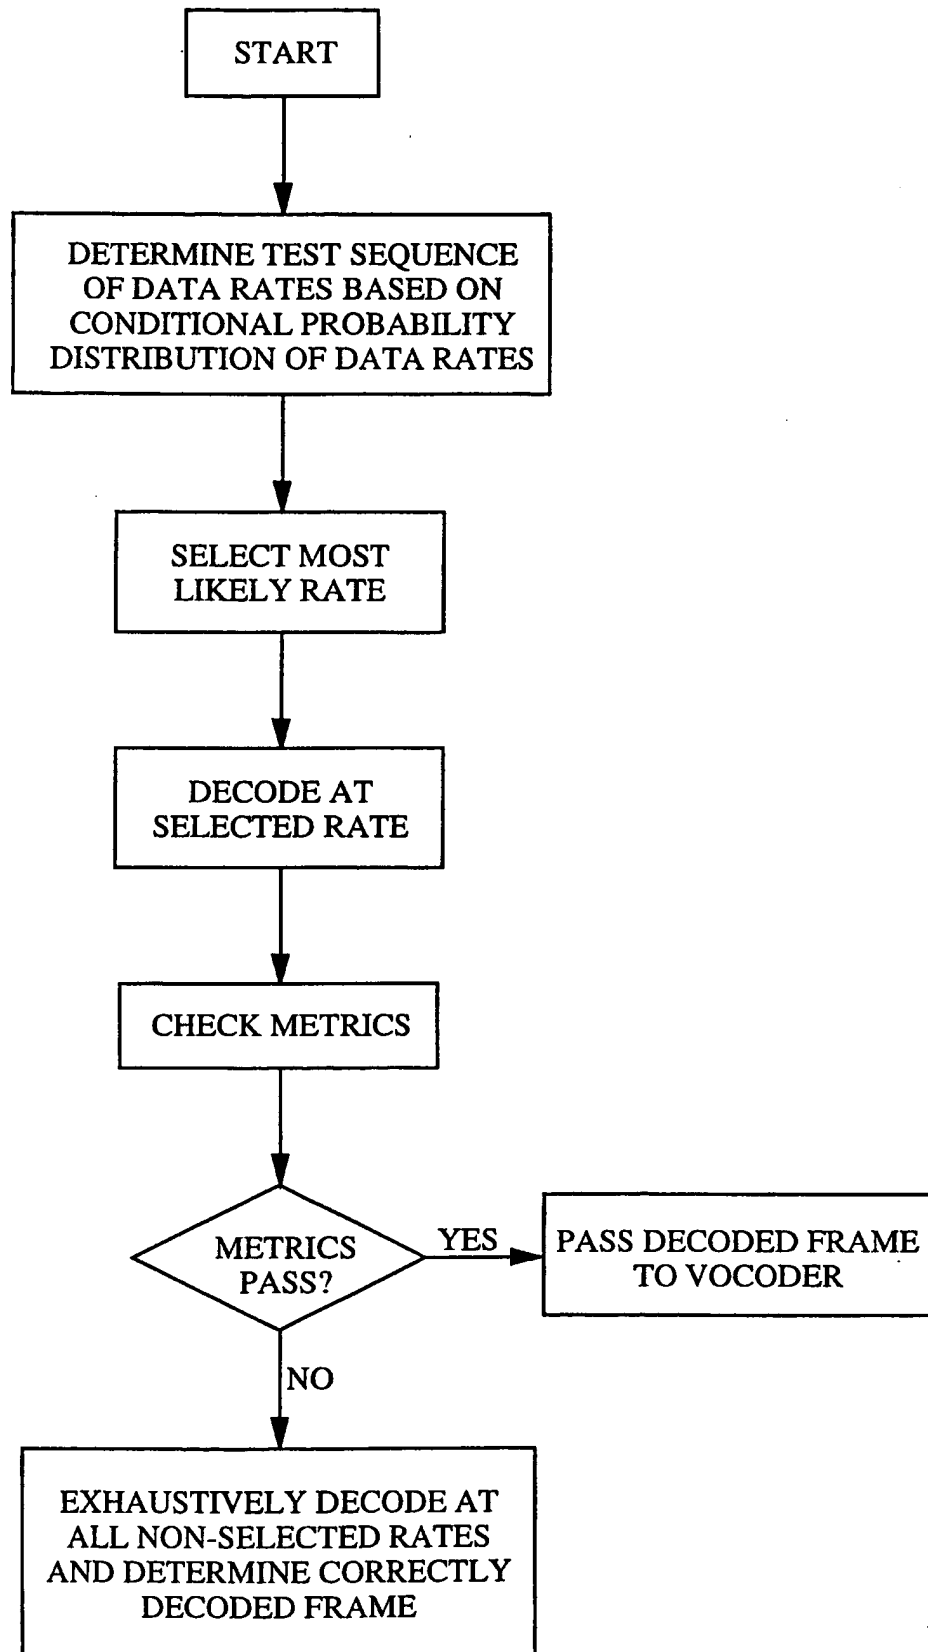 START
DETERMINE TEST SEQUENCE
OF DATA RATES BASED ON
CONDITIONAL PROBABILITY
DISTRIBUTION OF DATA RATES
SELECT MOST
LIKELY RATE
DECODE AT
SELECTED RATE
CHECK METRICS
METRICS
PASS?
YES
PASS DECODED FRAME
TO VOCODER
NO
EXHAUSTIVELY DECODE AT
ALL NON-SELECTED RATES
AND DETERMINE CORRECTLY
DECODED FRAME